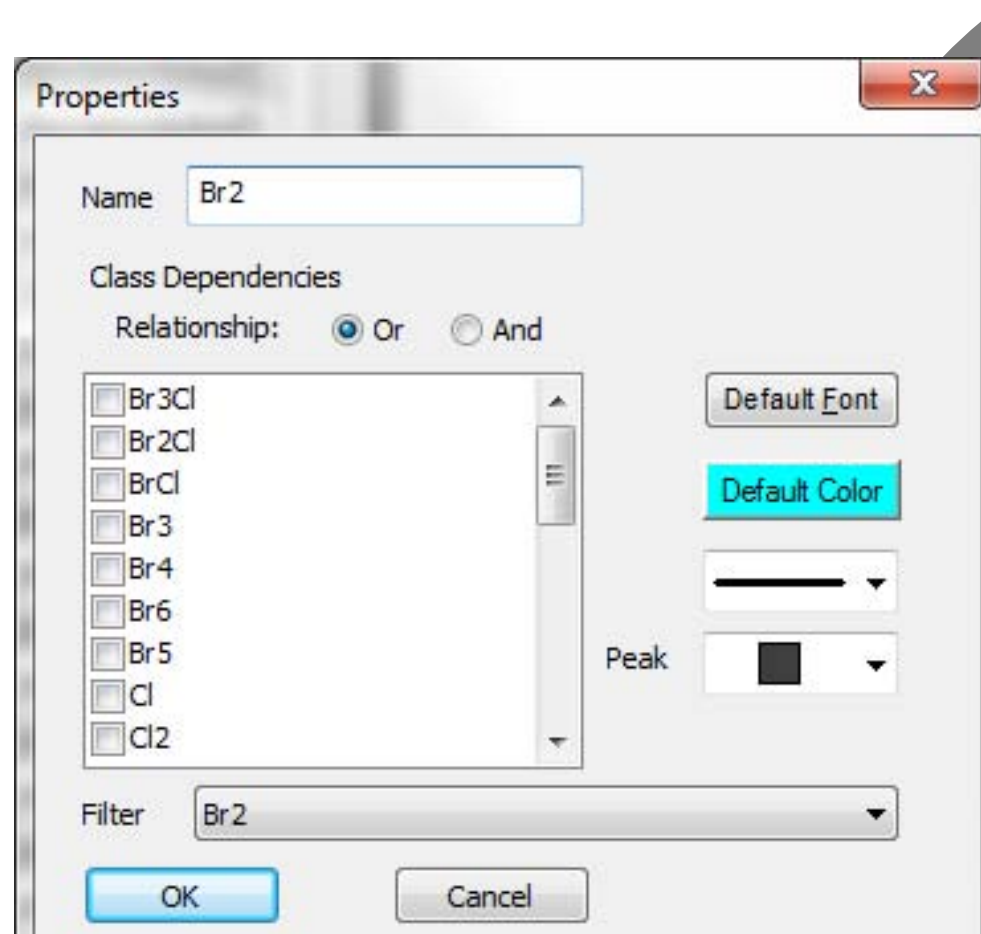 Properties
Name Br2
Class Dependencies
Relationship: Or And
Br3Cl
Br2Cl
BrCl
Br3
Br4
Br6
Br5
Cl
Cl2
Default Font
Default Color
Peak
Filter Br2
OK Cancel